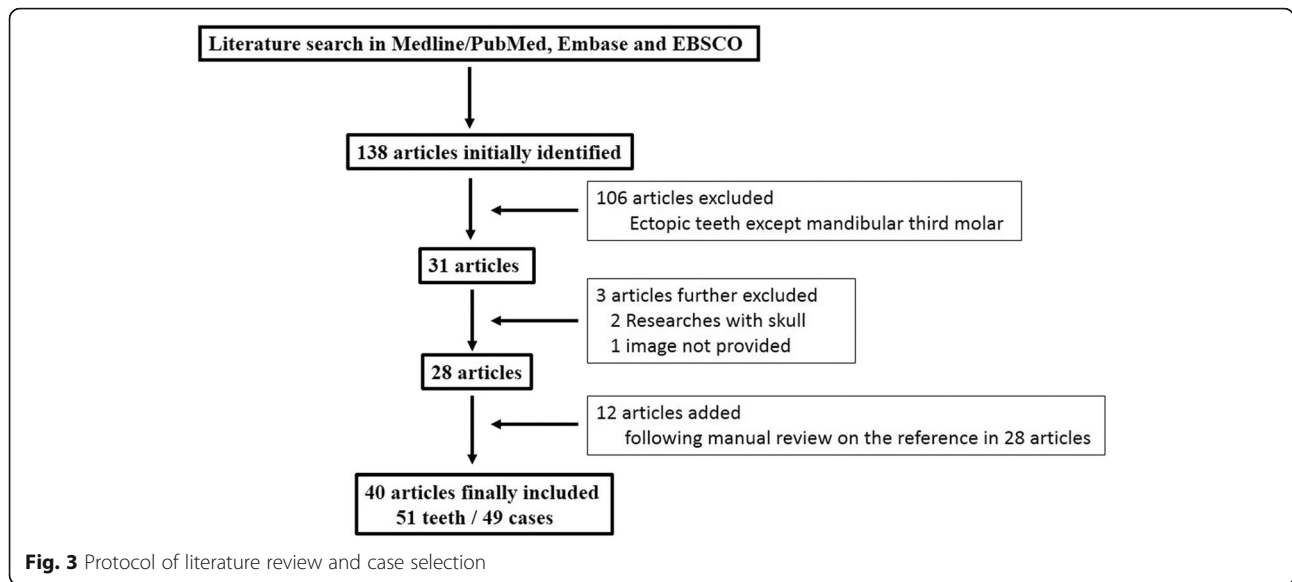 Literature search in Medline/PubMed, Embase and EBSCO
138 articles initially identified
106 articles excluded
Ectopic teeth except mandibular third molar
31 articles
3 articles further excluded
2 Researches with skull
1 image not provided
28 articles
12 articles added
following manual review on the reference in 28 articles
40 articles finally included
51 teeth / 49 cases
Fig. 3 Protocol of literature review and case selection